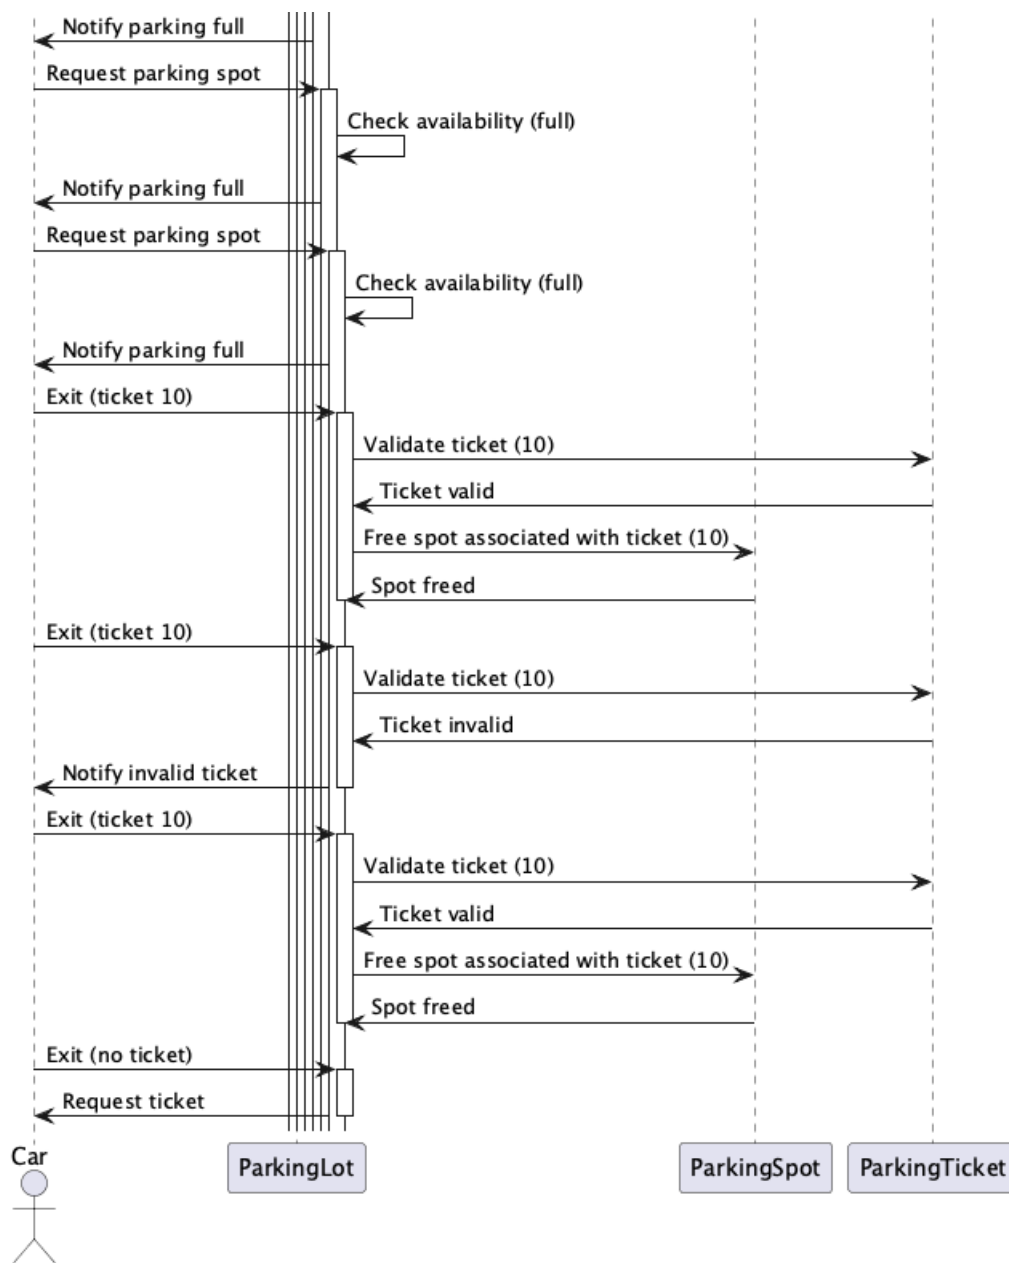 Notify parking full
Request parking spot
Check availability (full)
Notify parking full
Request parking spot
Check availability (full)
Notify parking full
Exit (ticket 10)
Validate ticket (10)
Ticket valid
Free spot associated with ticket (10)
Spot freed
Exit (ticket 10)
Validate ticket (10)
Ticket invalid
Notify invalid ticket
Exit (ticket 10)
Validate ticket (10)
Ticket valid
Free spot associated with ticket (10)
Spot freed
Exit (no ticket)
Request ticket
Car
ParkingLot
ParkingSpot
ParkingTicket